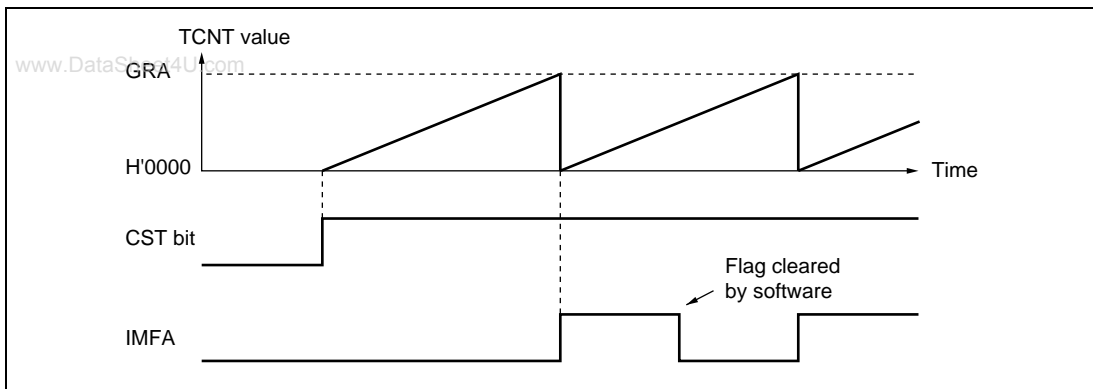 TCNT value
www.DataSheet4U.com
GRA
H'0000
Time
CST bit
Flag cleared
by software
IMFA